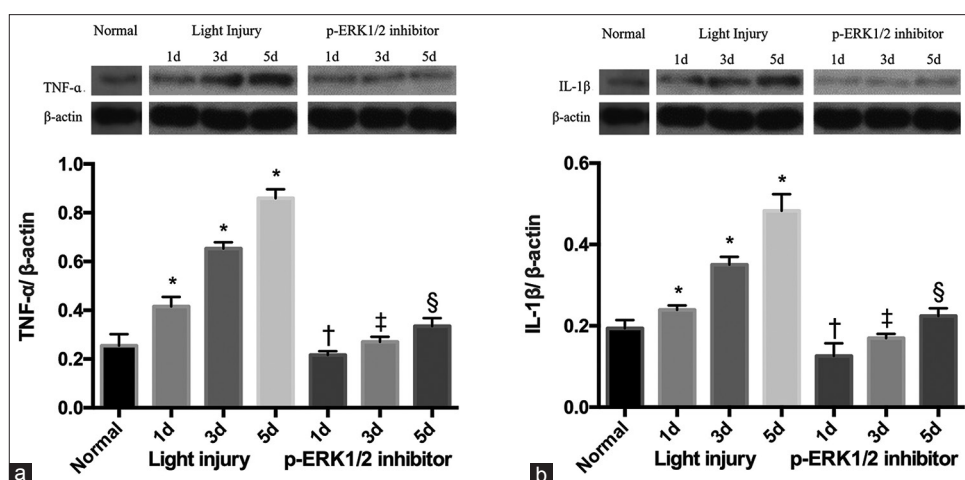 Normal Light Injury p-ERK1/2 inhibitor
1d 3d 5d 1d 3d 5d
TNF-α
β-actin
1.0
0.8
0.6
0.4
0.2
0.0
TNF-α/ β-actin
* * * † ‡ §
Normal 1d 3d 5d 1d 3d 5d
Light injury p-ERK1/2 inhibitor
a
Normal Light Injury p-ERK1/2 inhibitor
1d 3d 5d 1d 3d 5d
IL-1β
β-actin
0.6
0.4
0.2
0.0
IL-1β/ β-actin
* * * † ‡ §
Normal 1d 3d 5d 1d 3d 5d
Light injury p-ERK1/2 inhibitor
b